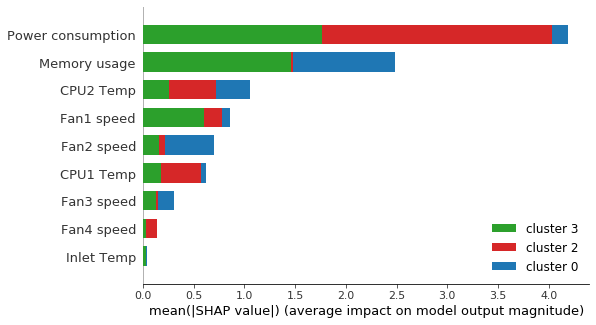 Power consumption
Memory usage
CPU2 Temp
Fan1 speed
Fan2 speed
CPU1 Temp
Fan3 speed
Fan4 speed
Inlet Temp
cluster 3
cluster 2
cluster 0
0.0 0.5 1.0 1.5 2.0 2.5 3.0 3.5 4.0
mean(|SHAP value|) (average impact on model output magnitude)